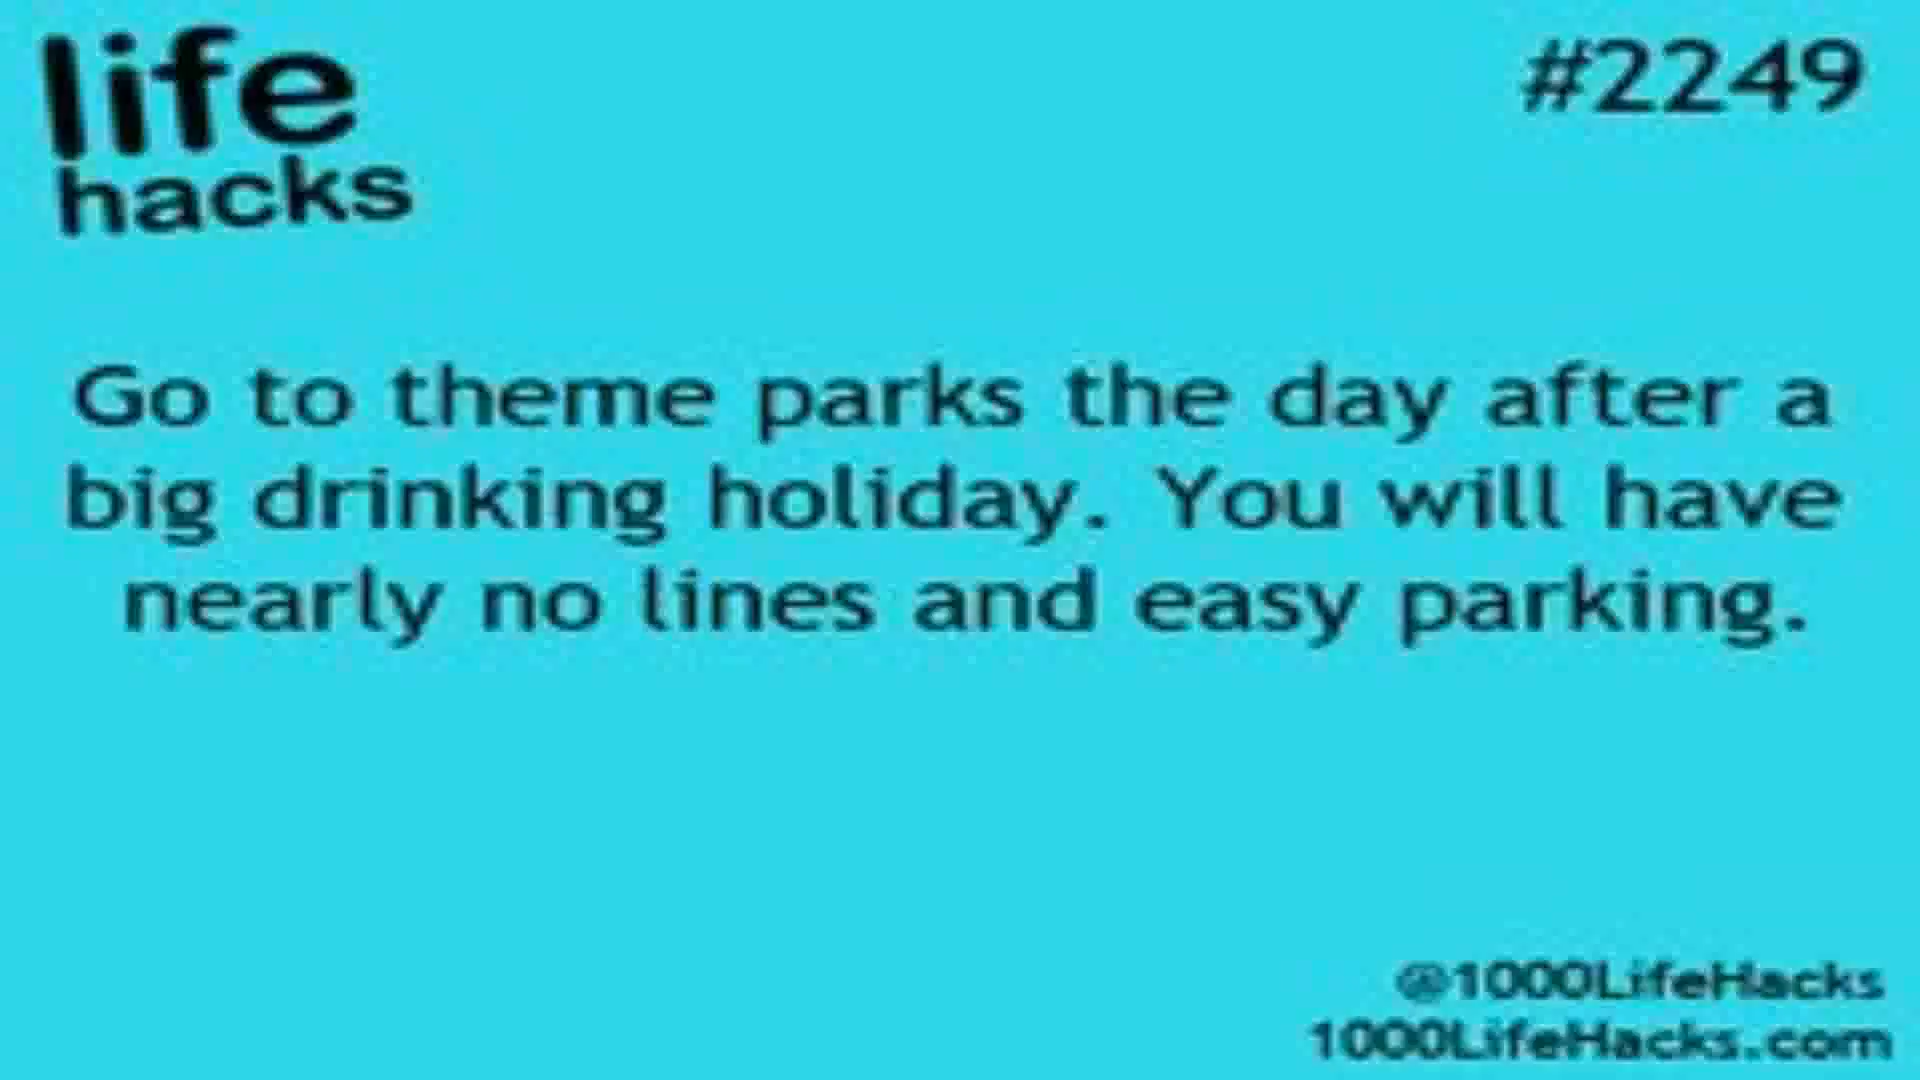 life
hacks
#2249
Go to theme parks the day after a
big drinking holiday. You will have
nearly no lines and easy parking.
@1000LifeHacks
1000LifeHacks.com